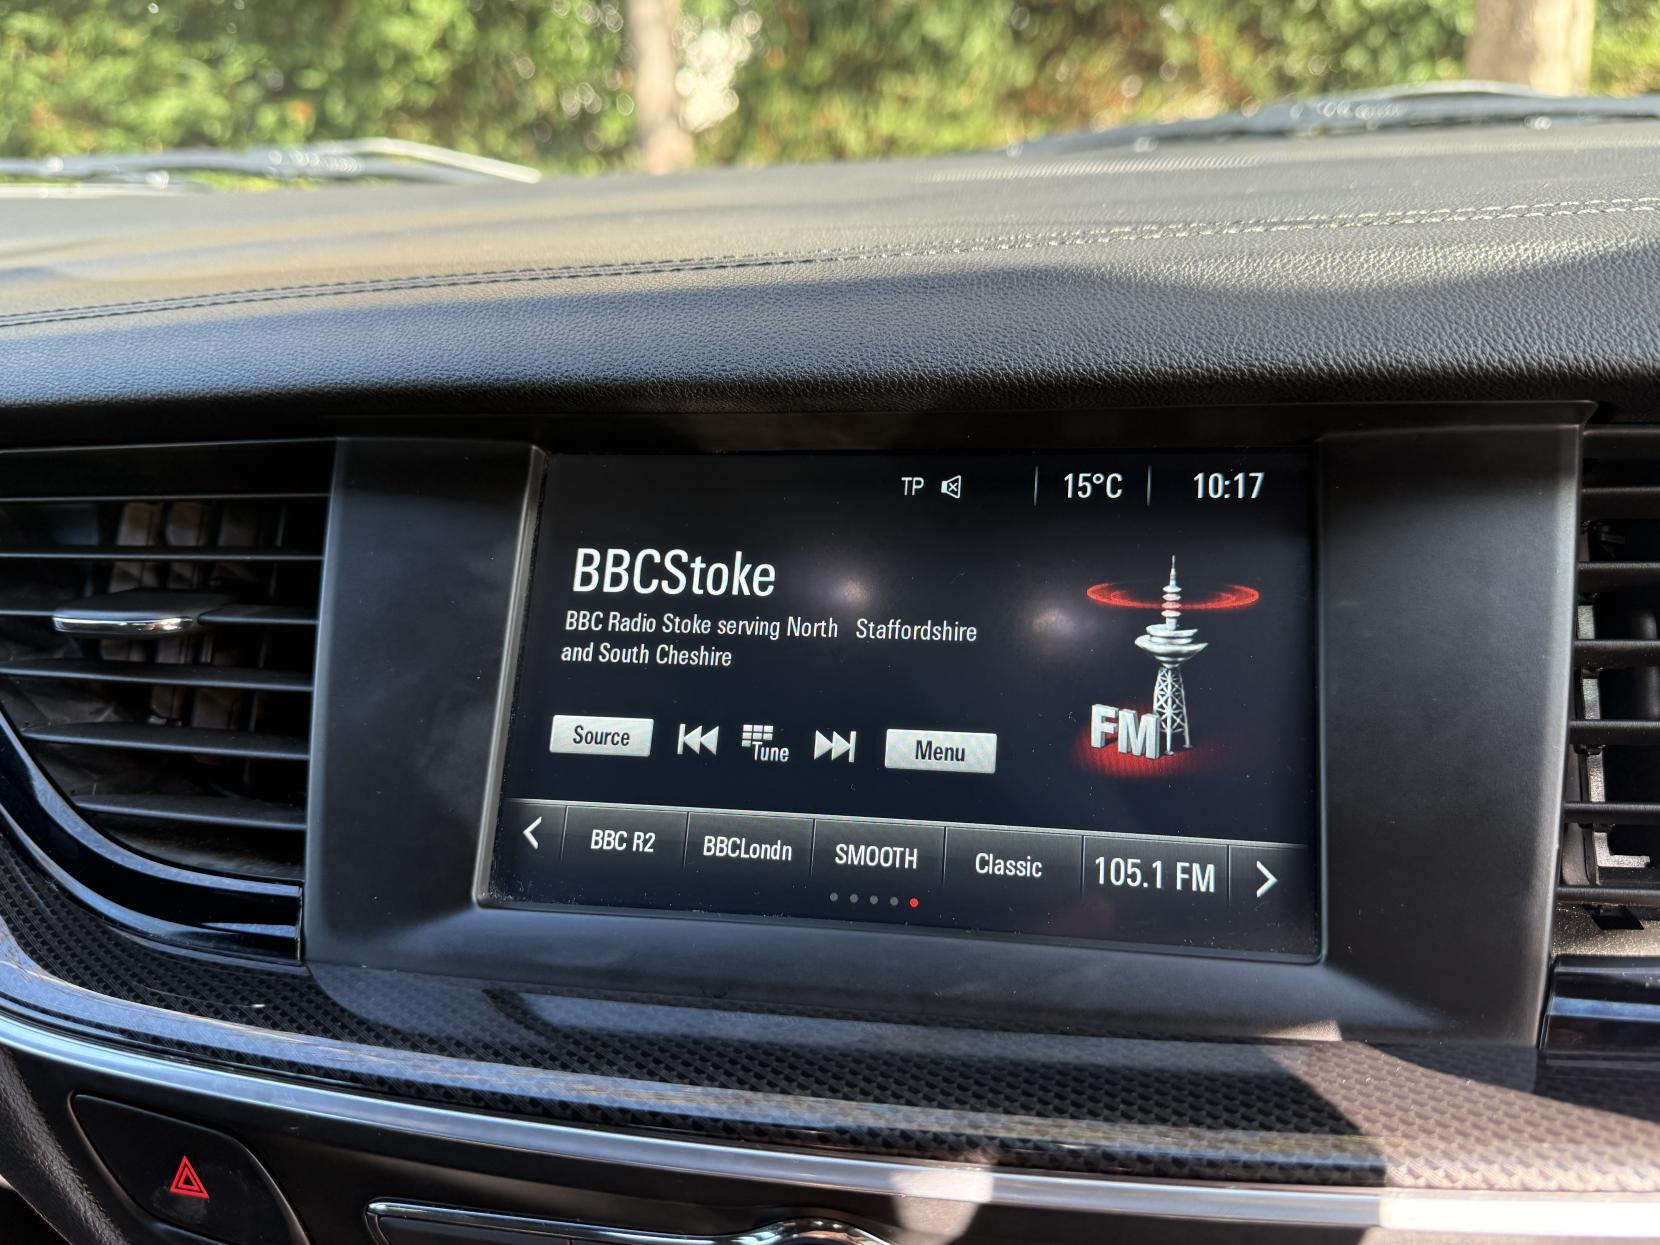 TP 15°C 10:17
BBCStoke
BBC Radio Stoke serving North Staffordshire
and South Cheshire
FM
Source Tune Menu
BBC R2 BBCLondn SMOOTH Classic 105.1 FM